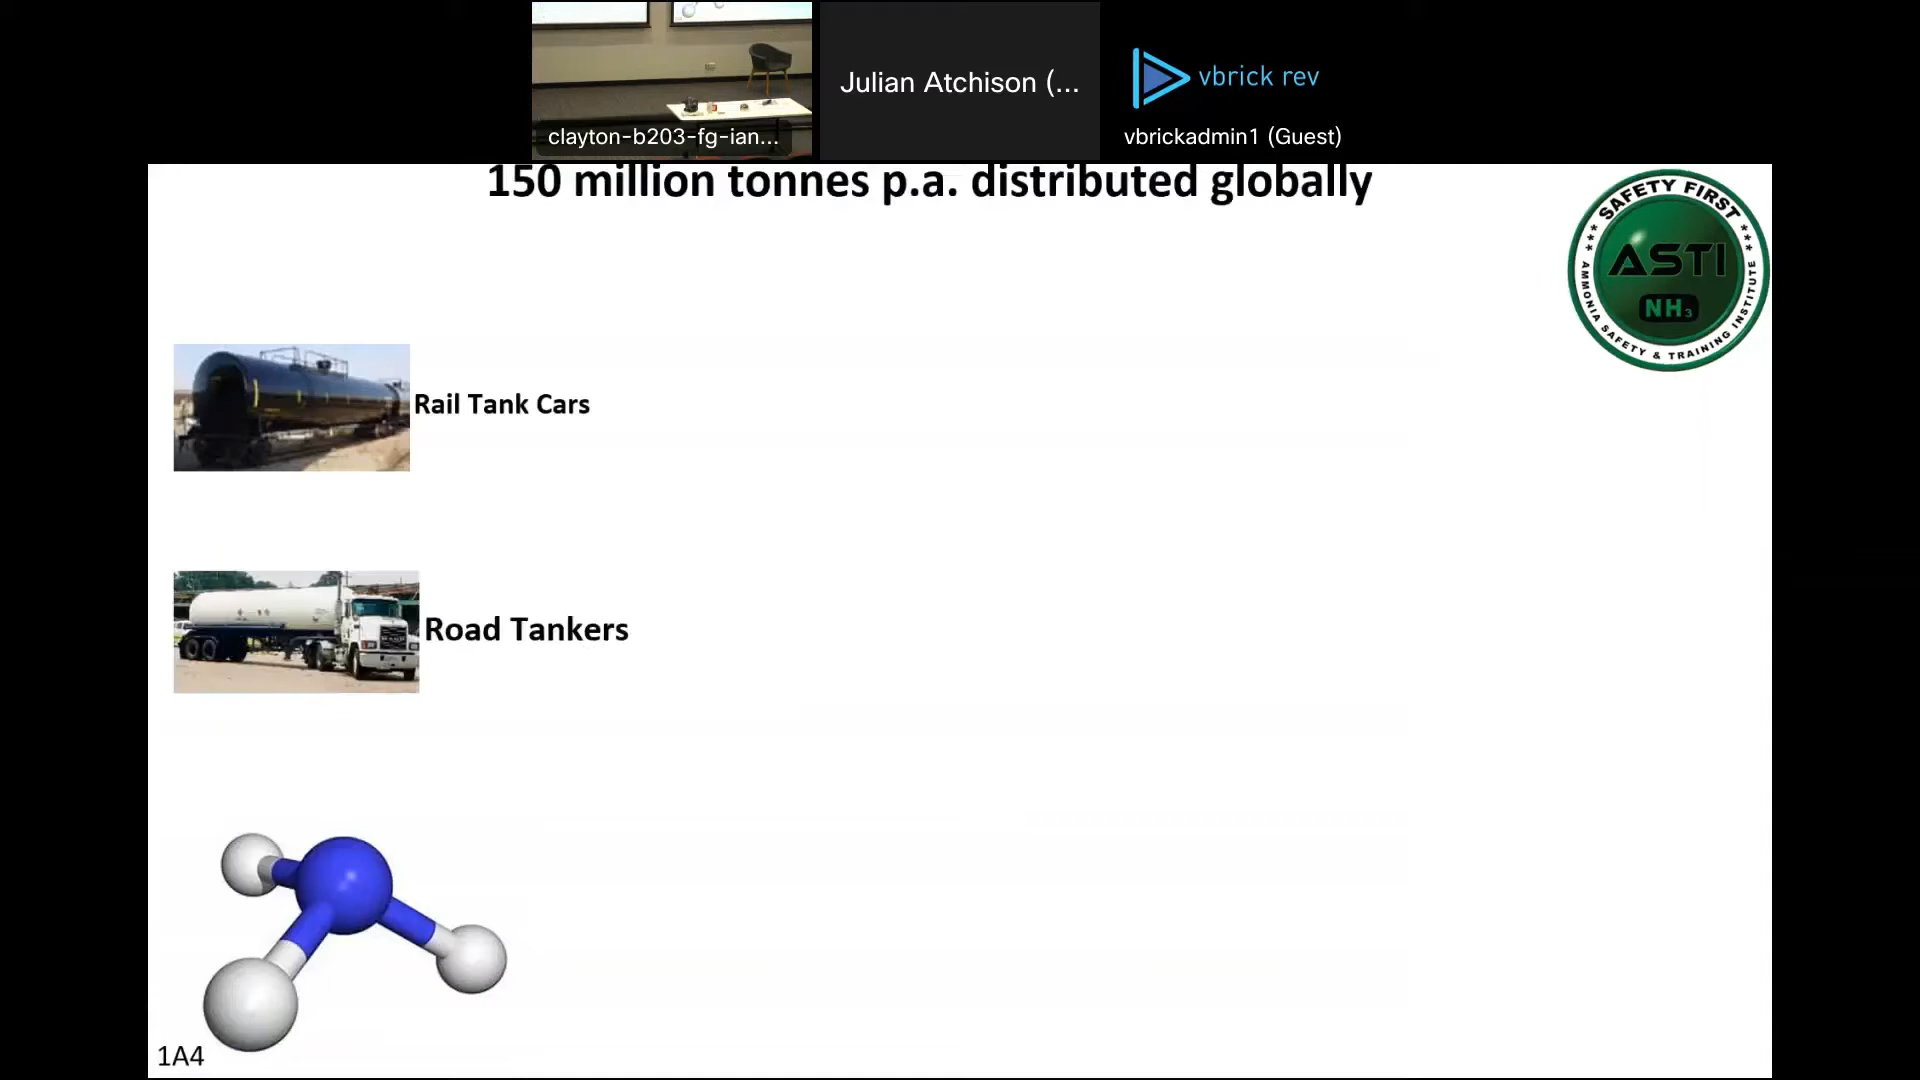 clayton-b203-fg-ian...
Julian Atchison (...
vbrick rev
vbrickadmin1 (Guest)
150 million tonnes p.a. distributed globally
SAFETY FIRST
ASTI
NH₃
AMMONIA SAFETY & TRAINING INSTITUTE
Rail Tank Cars
Road Tankers
1A4